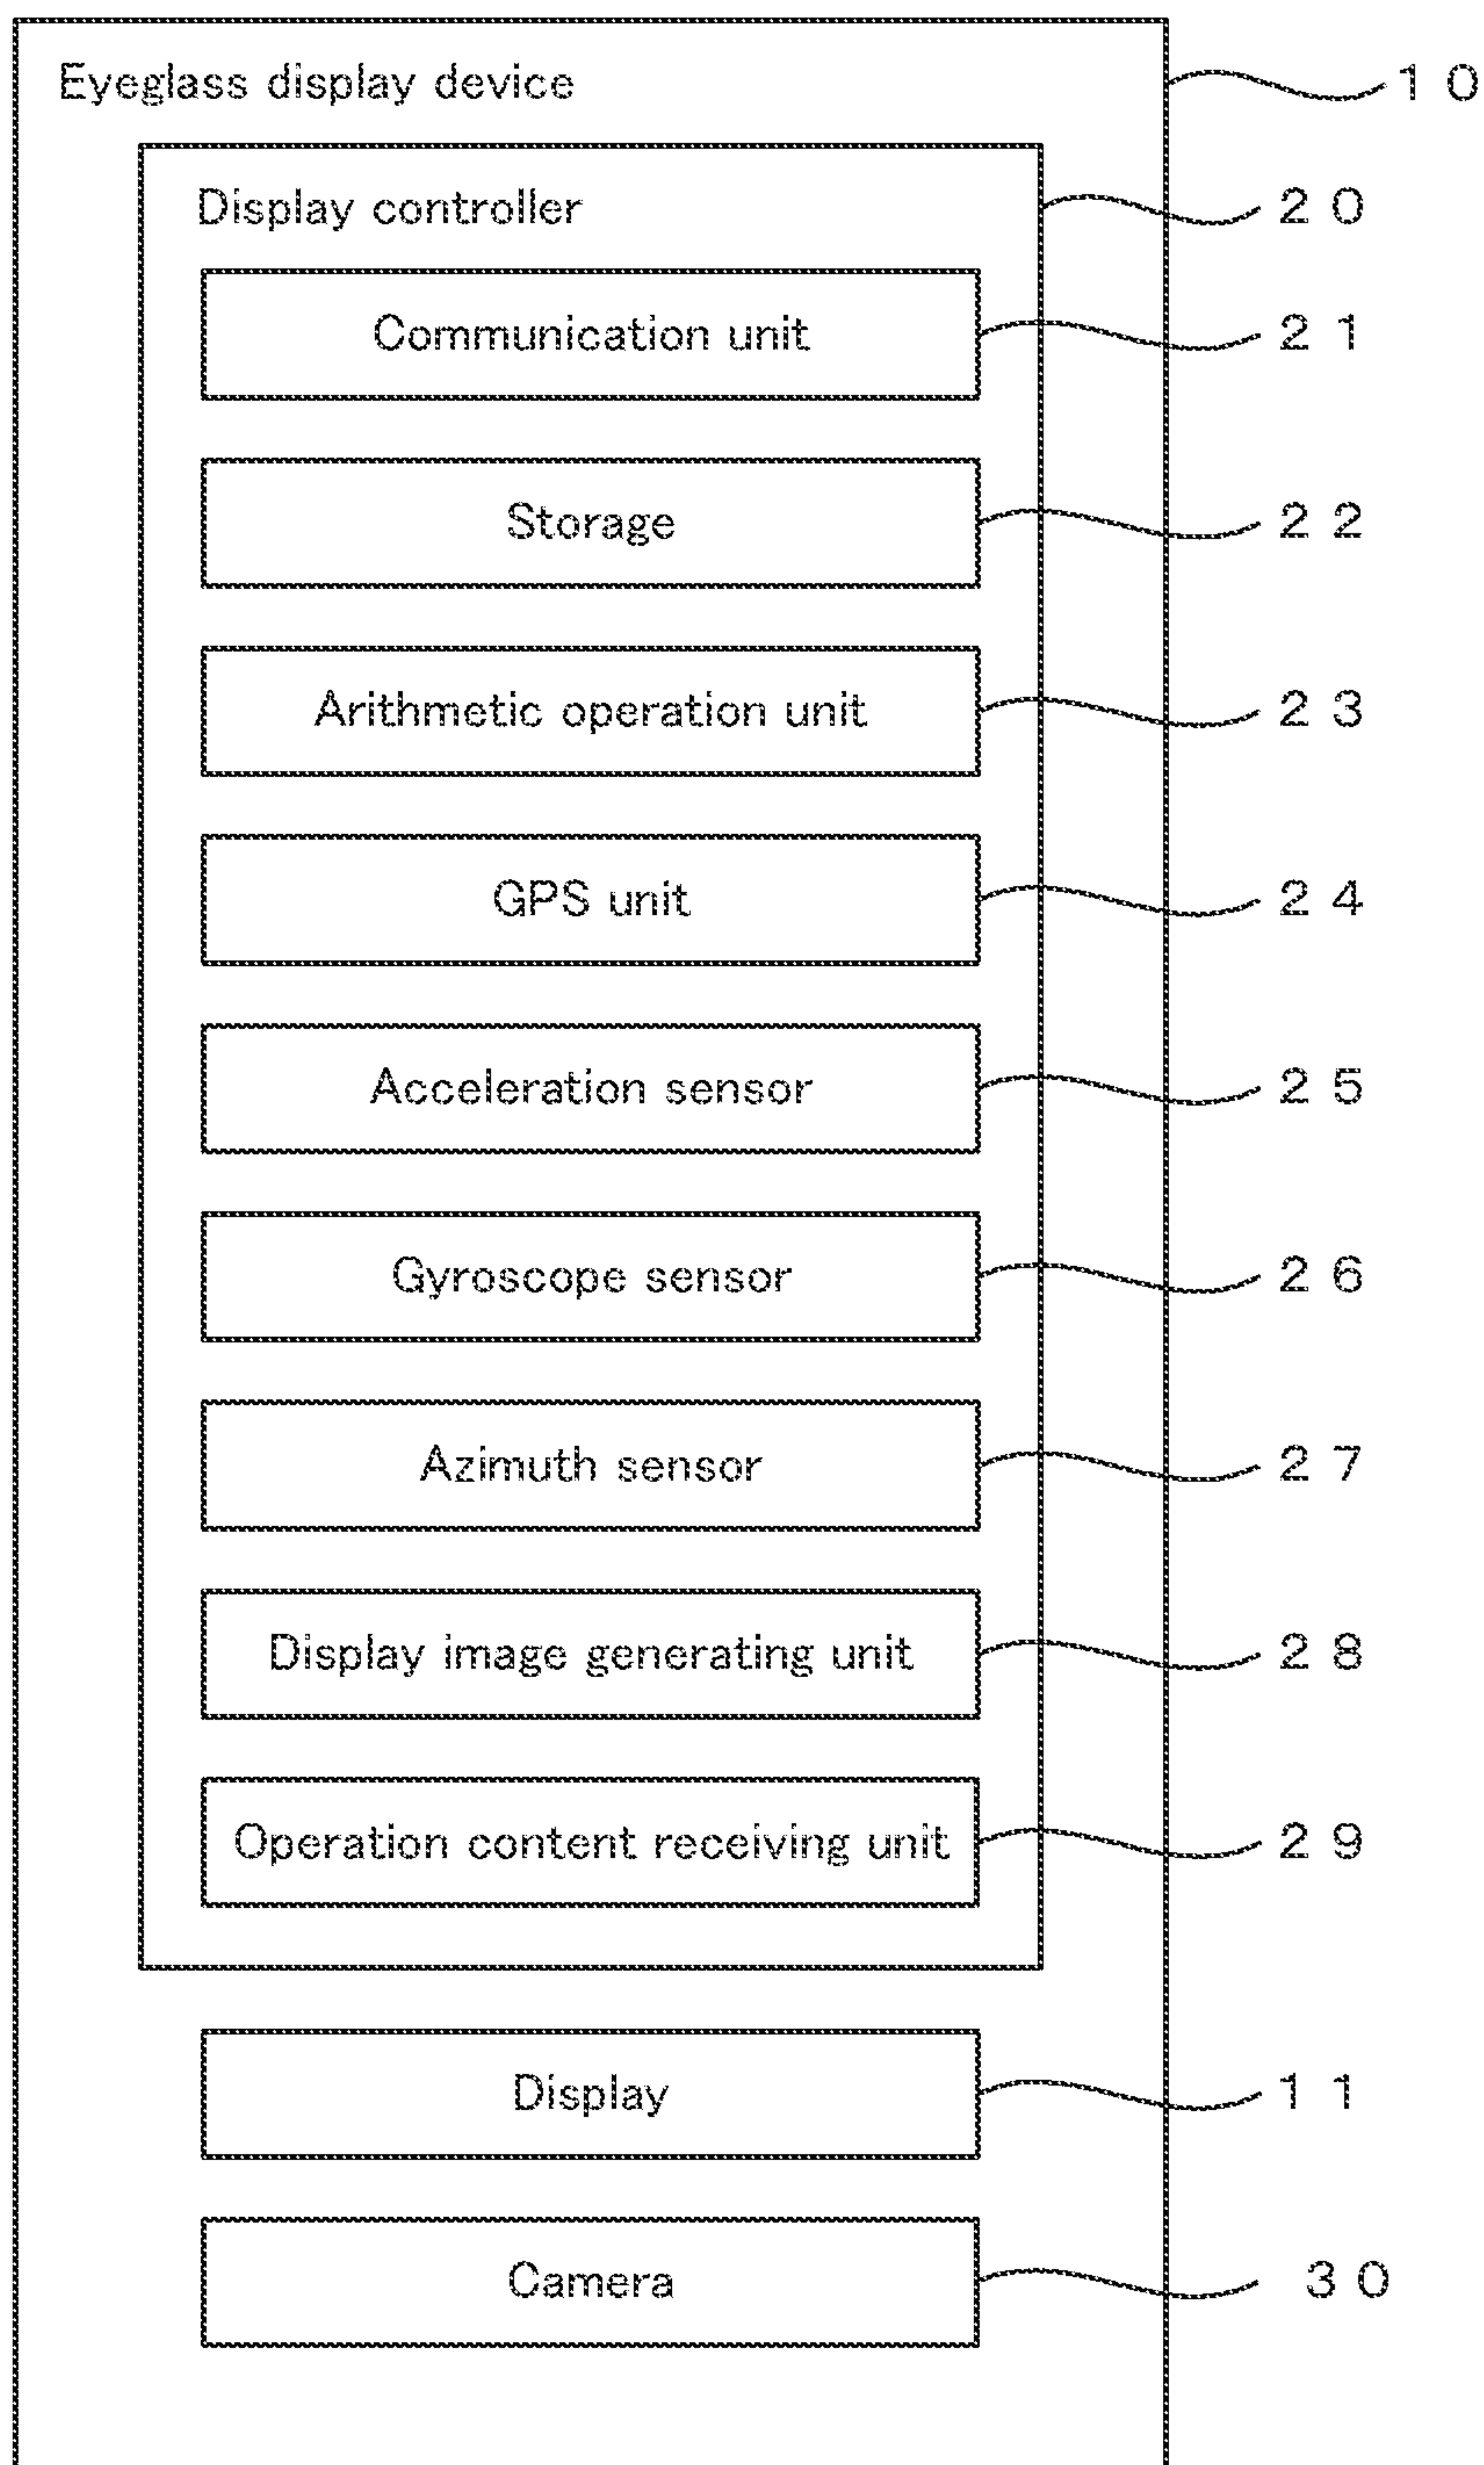 Eyeglass display device 10
Display controller 20
Communication unit 21
Storage 22
Arithmetic operation unit 23
GPS unit 24
Acceleration sensor 25
Gyroscope sensor 26
Azimuth sensor 27
Display image generating unit 28
Operation content receiving unit 29
Display 11
Camera 30